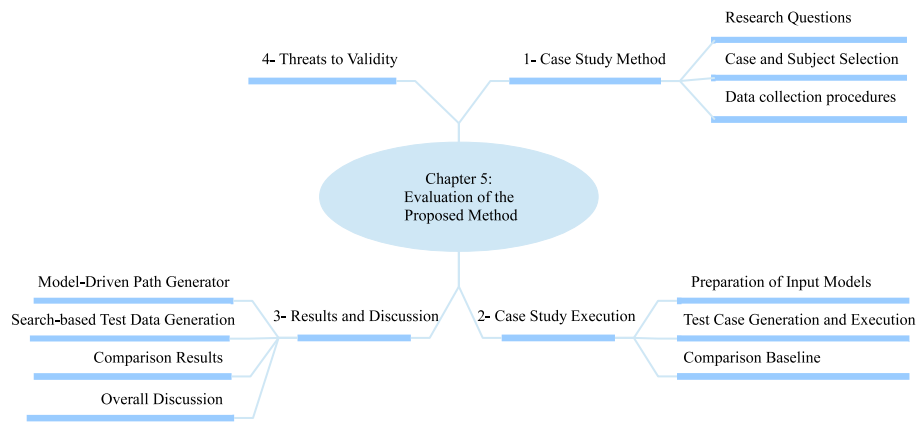 Chapter 5:
Evaluation of the
Proposed Method
1- Case Study Method
Research Questions
Case and Subject Selection
Data collection procedures
2- Case Study Execution
Preparation of Input Models
Test Case Generation and Execution
Comparison Baseline
3- Results and Discussion
Model-Driven Path Generator
Search-based Test Data Generation
Comparison Results
Overall Discussion
4- Threats to Validity